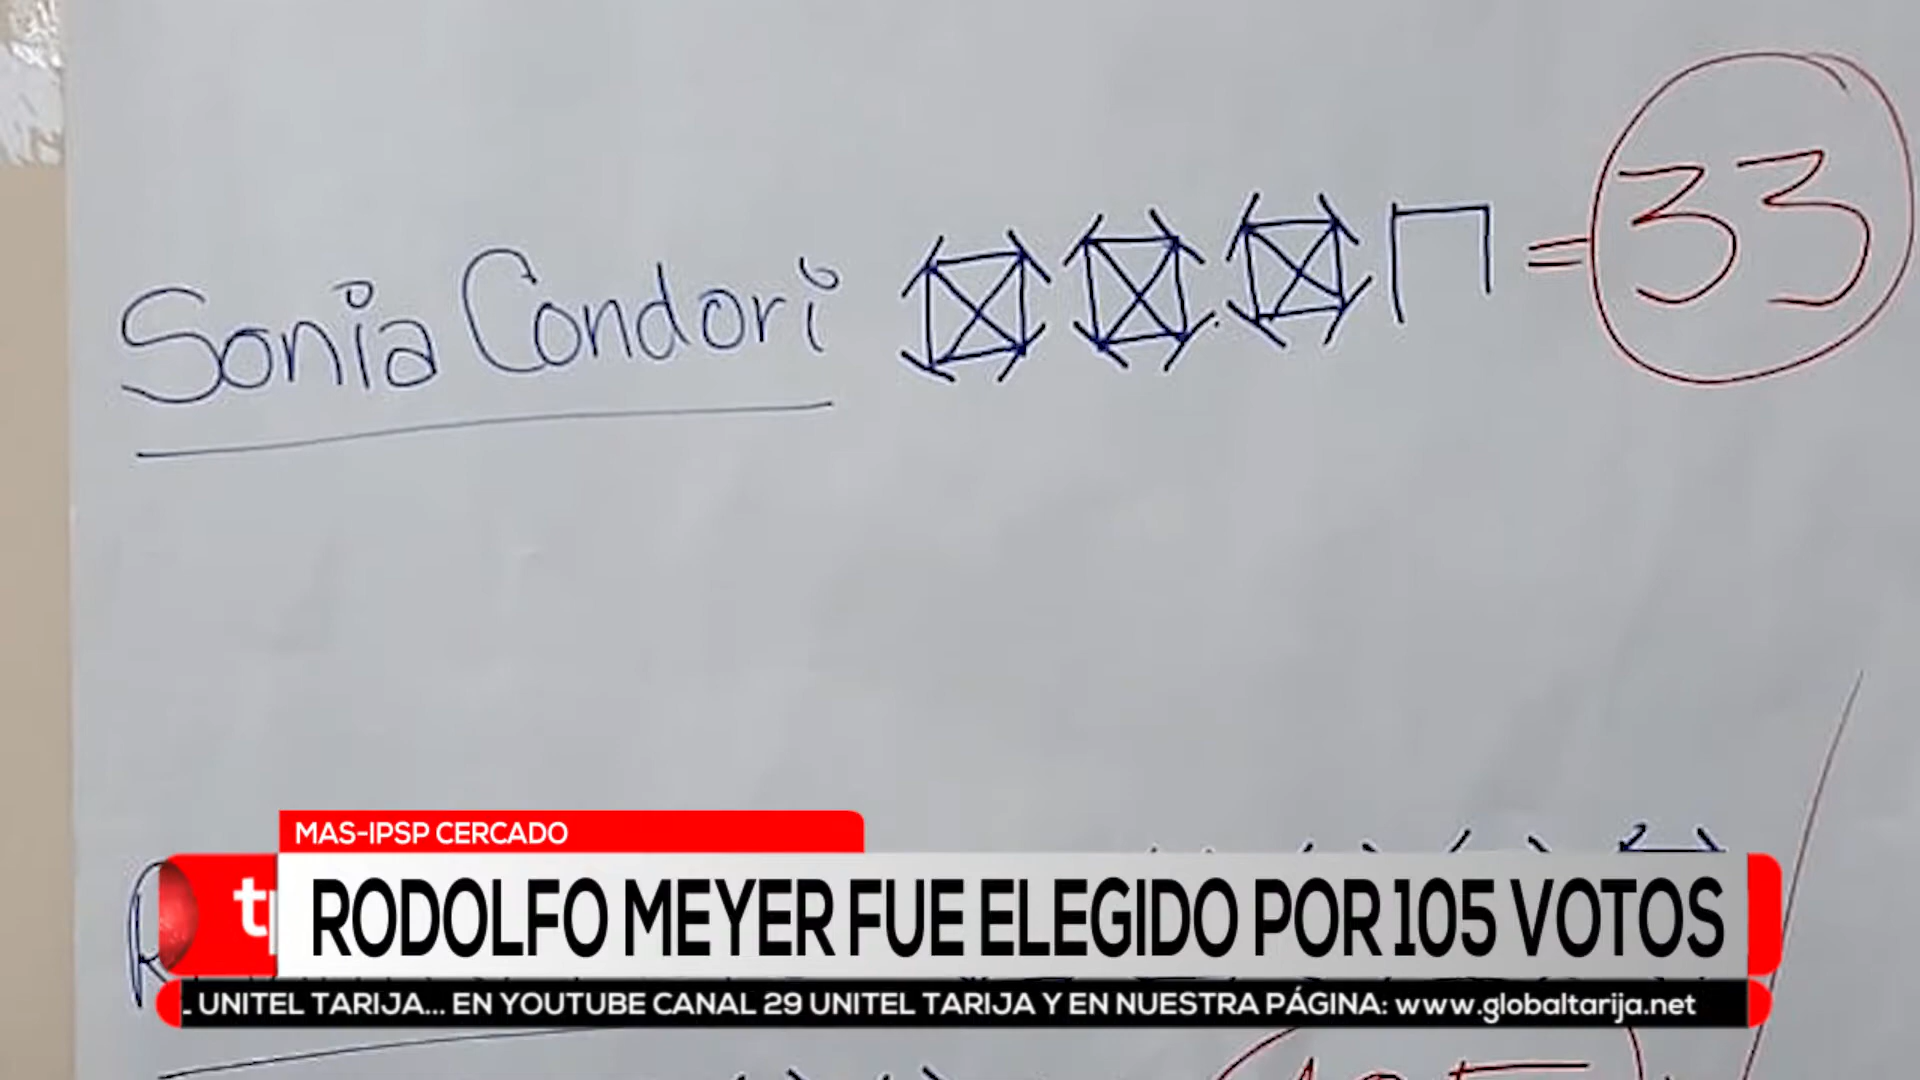 Sonia Condori = 33
MAS-IPSP CERCADO
RODOLFO MEYER FUE ELEGIDO POR 105 VOTOS
UNITEL TARIJA... EN YOUTUBE CANAL 29 UNITEL TARIJA Y EN NUESTRA PÁGINA: www.globaltarija.net